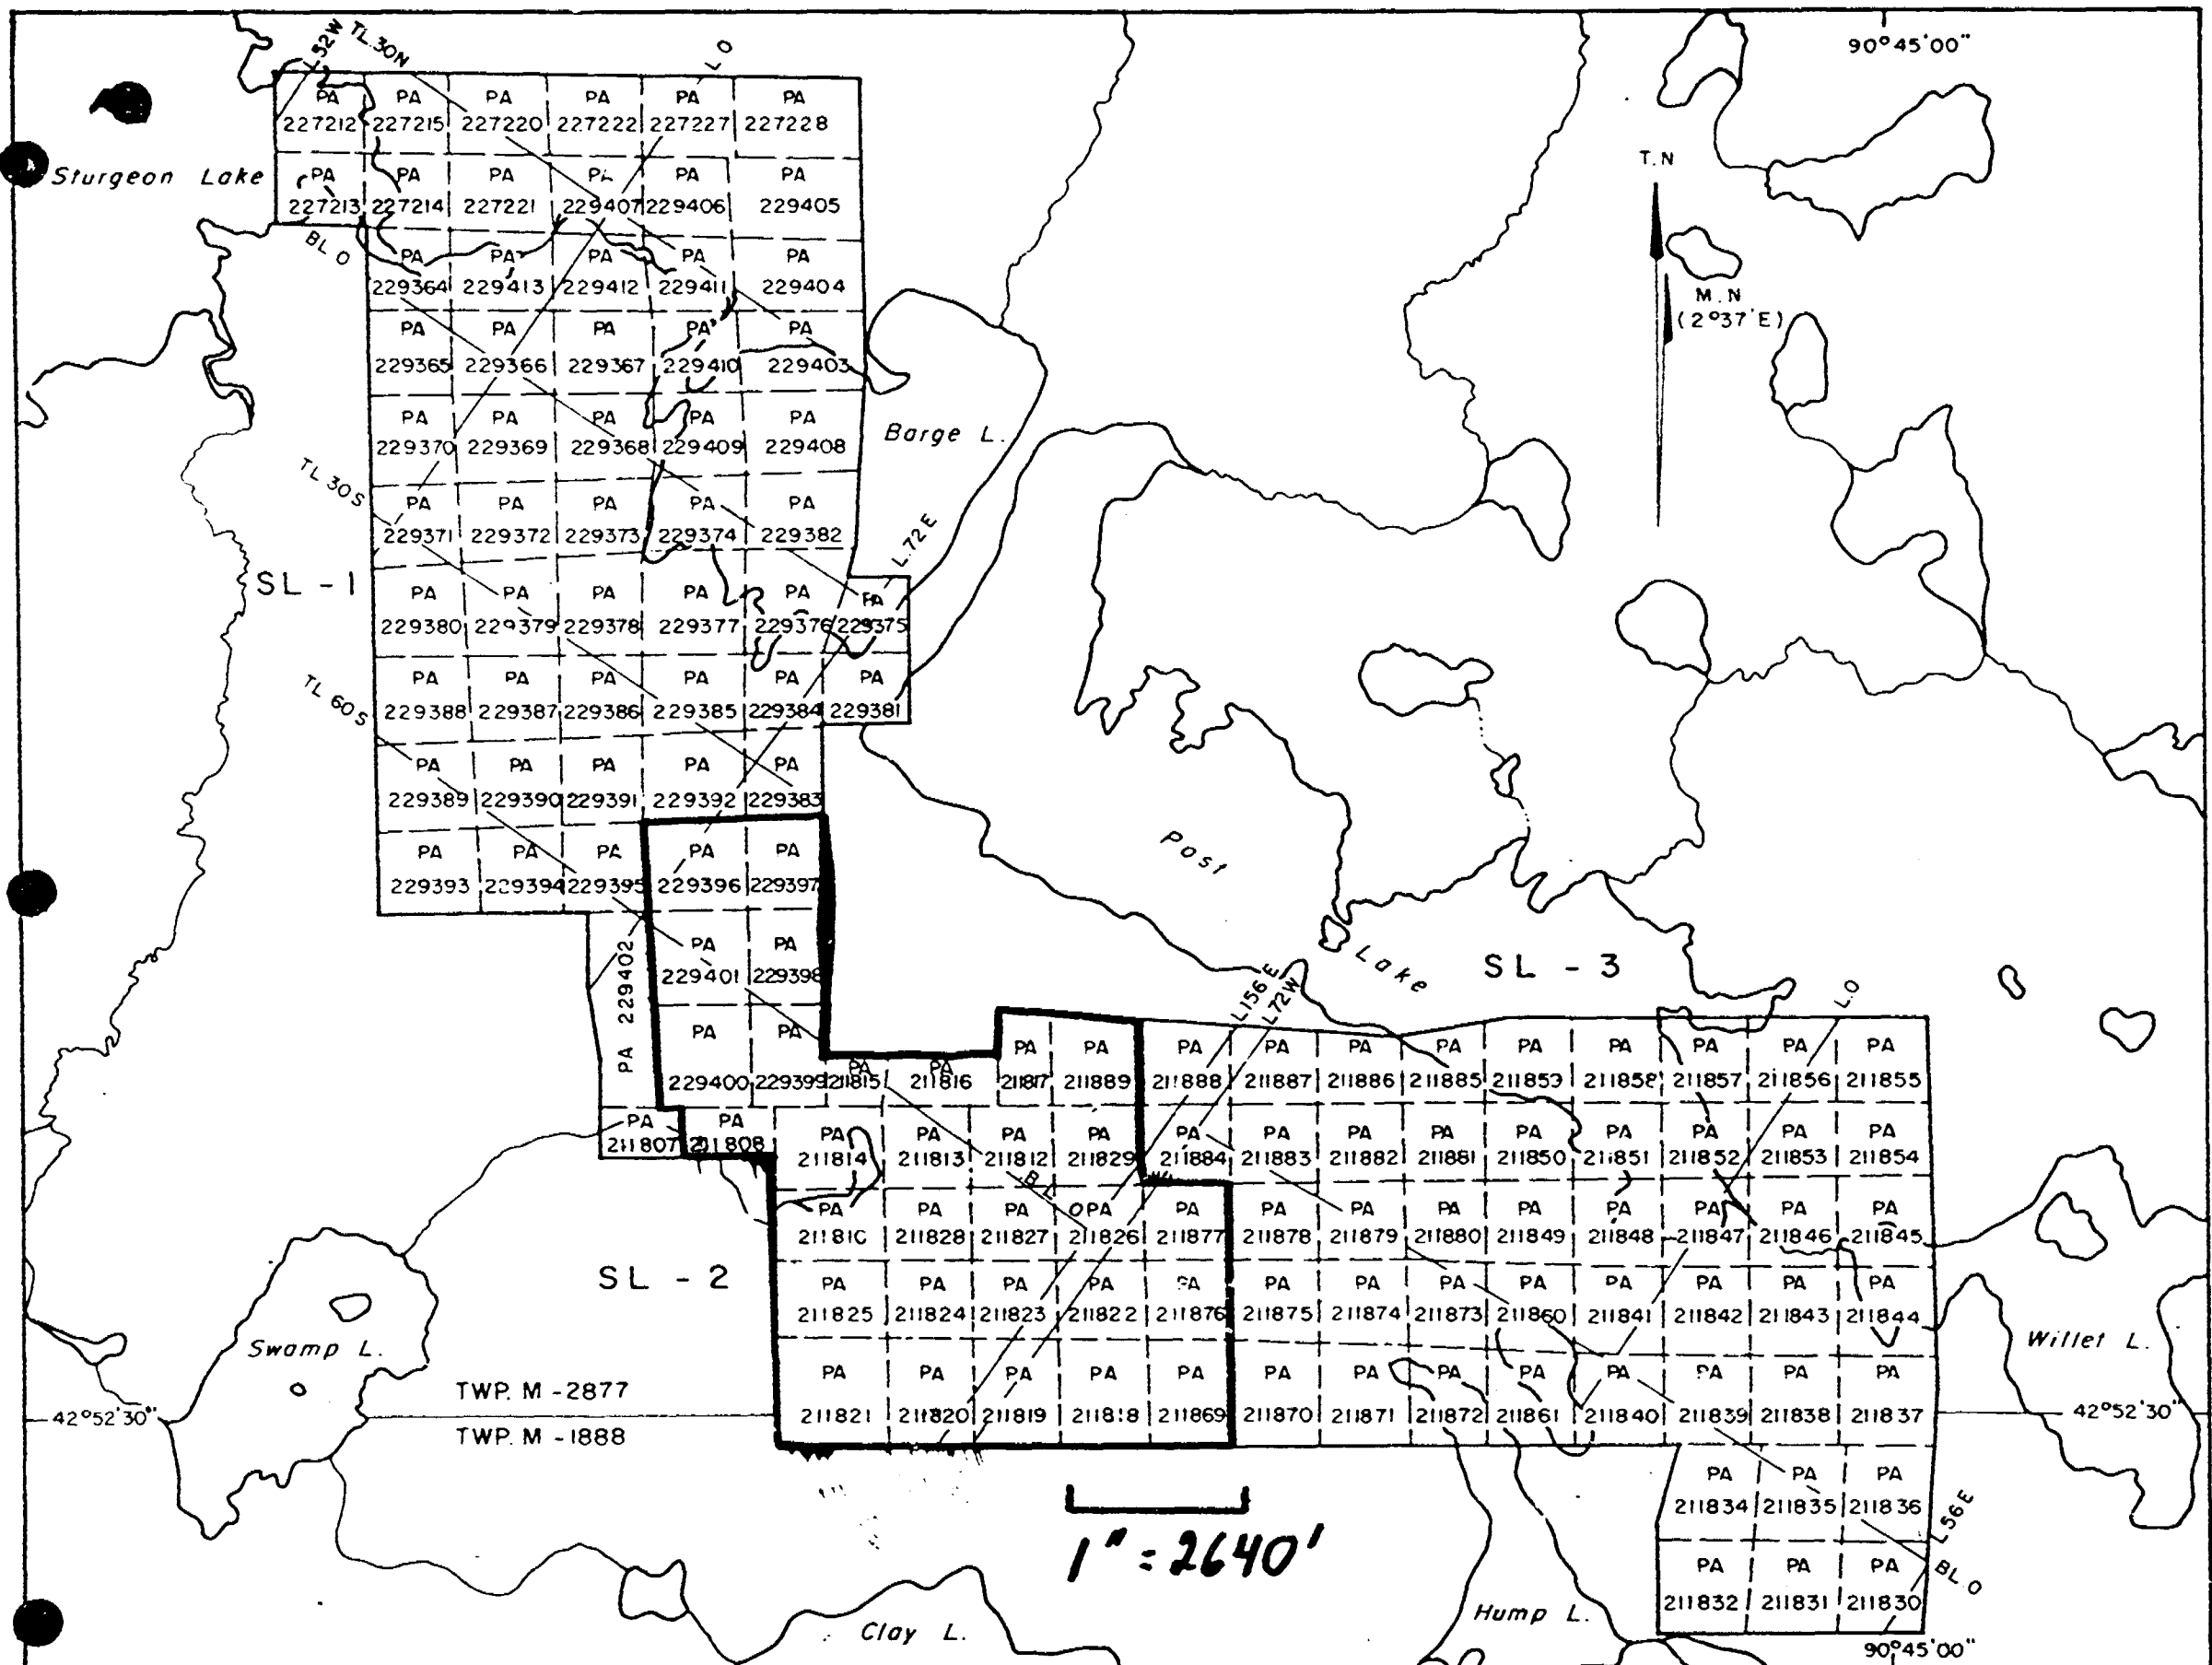 90°45'00"
L.52W TL.30N L.O
PA PA PA PA PA PA
227212 227215 227220 227222 227227 227228
T.N
Sturgeon Lake
PA PA PA PA PA
227213 227214 227221 229407 229406 229405
BL O
PA PA PA PA PA
229364 229413 229412 229411 229404
M.N
(2°37'E)
PA PA PA PA PA
229365 229366 229367 229410 229403
PA PA PA PA PA
229370 229369 229368 229409 229408
Barge L.
TL 30S
PA PA PA PA PA
229371 229372 229373 229374 229382
L.72E
SL - 1
PA PA PA PA PA PA
229380 229379 229378 229377 229376 229375
TL 60S
PA PA PA PA PA PA
229388 229387 229386 229385 229384 229381
PA PA PA PA PA
229389 229390 229391 229392 229383
Post Lake
PA PA PA PA PA
229393 229394 229395 229396 229397
PA 229402
PA PA
229401 229398
SL - 3
L156E
L.72W
L.O
PA PA PA PA PA PA PA PA PA PA PA PA PA PA PA
229400 229399 211815 211816 211817 211889 211888 211887 211886 211885 211859 211858 211857 211856 211855
PA PA PA PA PA PA PA PA PA PA PA PA PA PA PA
211807 211808 211814 211813 211812 211829 211884 211883 211882 211881 211850 211851 211852 211853 211854
BL O
PA PA PA PA PA PA PA PA PA PA PA PA PA
211810 211828 211827 211826 211877 211878 211879 211880 211849 211848 211847 211846 211845
SL - 2
PA PA PA PA PA PA PA PA PA PA PA PA PA
211825 211824 211823 211822 211876 211875 211874 211873 211860 211841 211842 211843 211844
Swamp L.
Willet L.
PA PA PA PA PA PA PA PA PA PA PA PA PA
211821 211820 211819 211818 211869 211870 211871 211872 211861 211840 211839 211838 211837
TWP. M - 2877
42°52'30"
42°52'30"
TWP. M - 1888
PA PA PA
211834 211835 211836
L.56E
1" = 2640'
PA PA PA
211832 211831 211830
BL.O
Hump L.
Clay L.
90°45'00"